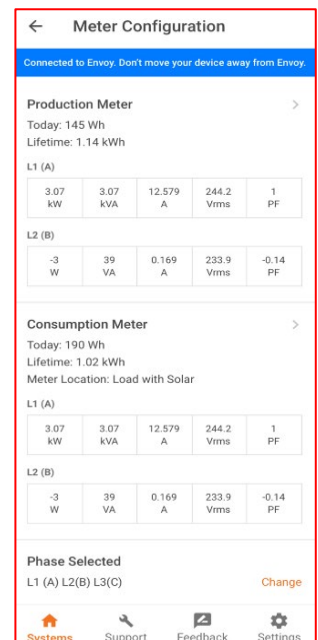 Meter Configuration
Connected to Envoy. Don't move your device away from Envoy.
Production Meter
Today: 145 Wh
Lifetime: 1.14 kWh
L1 (A)
3.07 3.07 12.579 244.2 1
kW kVA A Vrms PF
L2 (B)
-3 39 0.169 233.9 -0.14
W VA A Vrms PF
Consumption Meter
Today: 190 Wh
Lifetime: 1.02 kWh
Meter Location: Load with Solar
L1 (A)
3.07 3.07 12.579 244.2 1
kW kVA A Vrms PF
L2 (B)
-3 39 0.169 233.9 -0.14
W VA A Vrms PF
Phase Selected
L1 (A) L2(B) L3(C) Change
Systems Support Feedback Settings